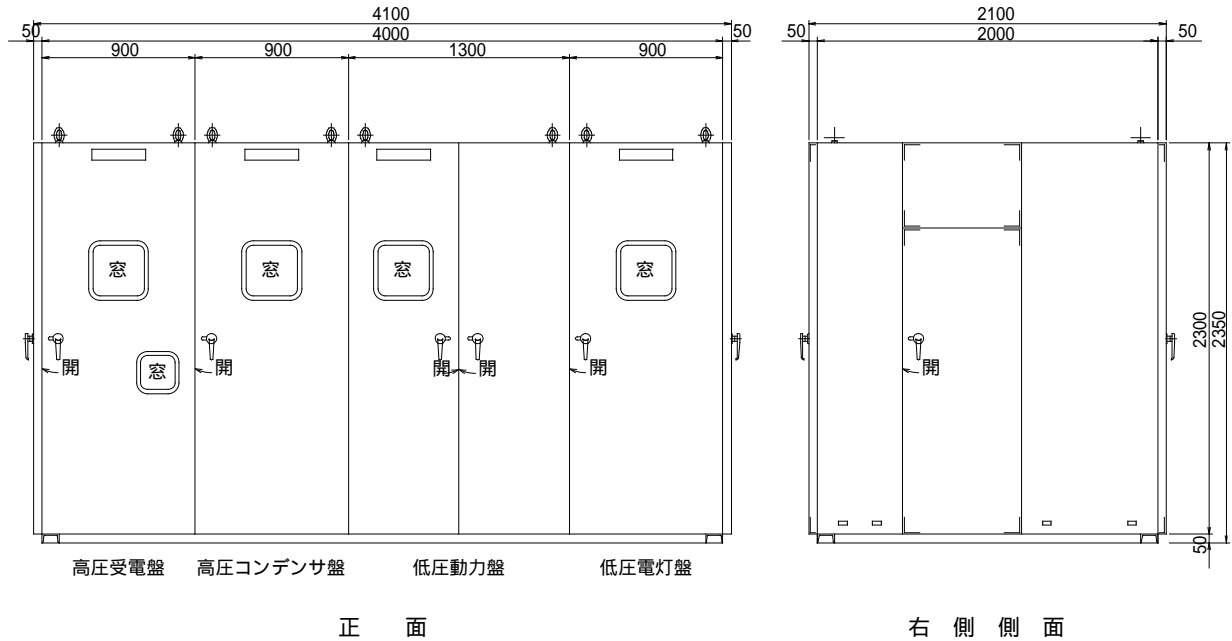 4100
50 4000 50
900 900 1300 900
窓 窓 窓 窓
窓
開 開 開 開 開
高圧受電盤 高圧コンデンサ盤 低圧動力盤 低圧電灯盤
正 面
2100
50 2000 50
開
2300
2350
50
右 側 側 面